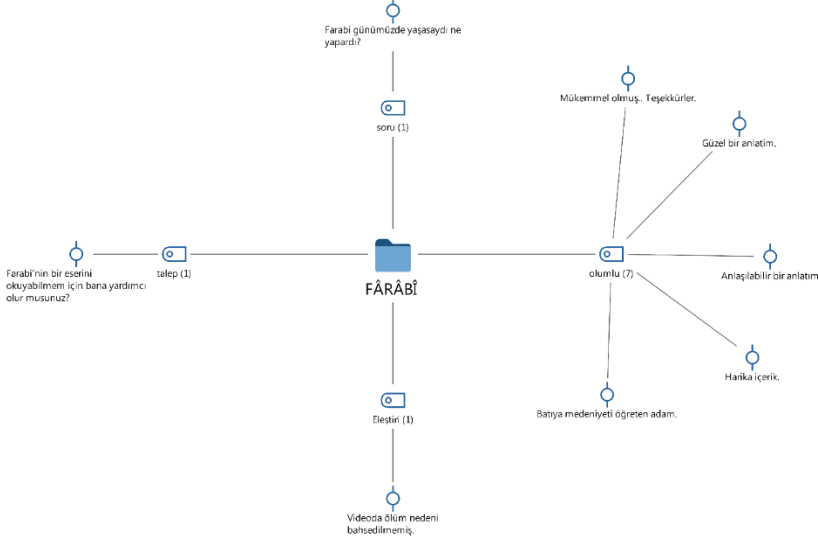 Farabi günümüzde yaşasaydı ne
yapardı?
soru (1)
Mükemmel olmuş.. Teşekkürler.
Güzel bir anlatim.
Farabi'nin bir eserini
okuyabilmem için bana yardımcı
olur musunuz?
talep (1)
FÂRÂBÎ
olumlu (7)
Anlaşılabilir bir anlatım
Harika içerik.
Batıya medeniyeti öğreten adam.
Eleştiri (1)
Videoda ölüm nedeni
bahsedilmemiş.